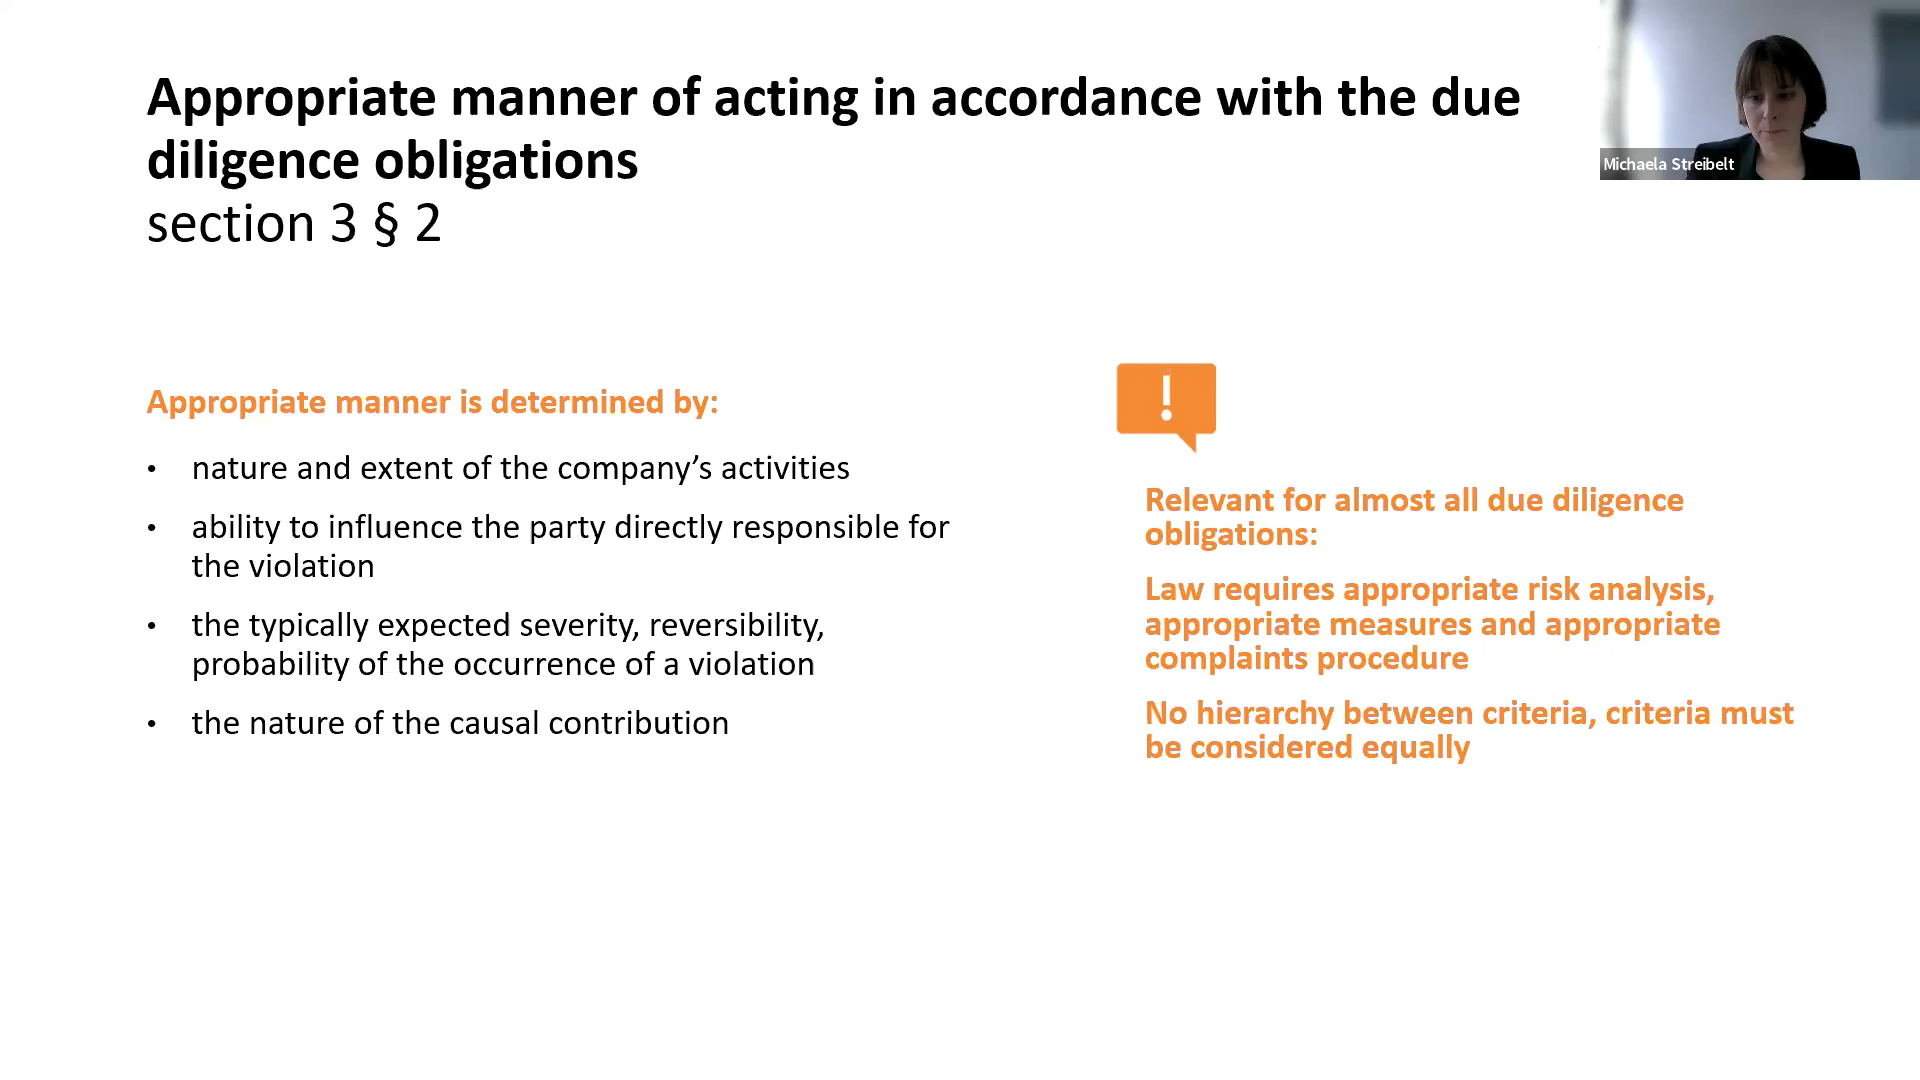 Appropriate manner of acting in accordance with the due
diligence obligations
section 3 § 2
Michaela Streibelt
Appropriate manner is determined by:
• nature and extent of the company’s activities
• ability to influence the party directly responsible for
the violation
• the typically expected severity, reversibility,
probability of the occurrence of a violation
• the nature of the causal contribution
!
Relevant for almost all due diligence
obligations:
Law requires appropriate risk analysis,
appropriate measures and appropriate
complaints procedure
No hierarchy between criteria, criteria must
be considered equally